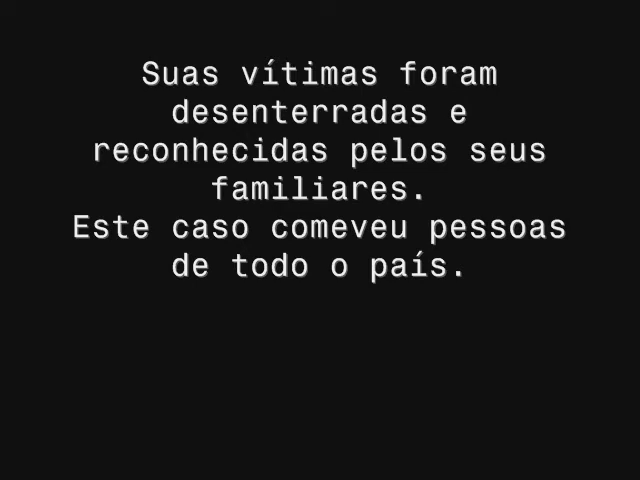 Suas vítimas foram
desenterradas e
reconhecidas pelos seus
familiares.
Este caso comeveu pessoas
de todo o país.